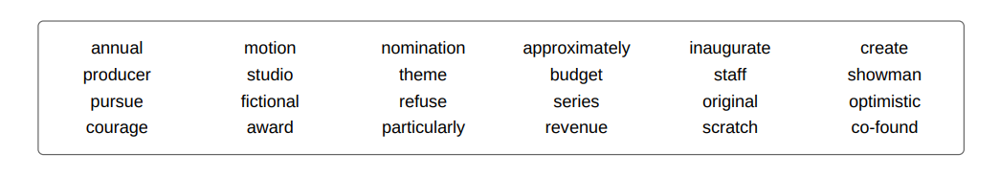 annual motion nomination approximately inaugurate create
producer studio theme budget staff showman
pursue fictional refuse series original optimistic
courage award particularly revenue scratch co-found